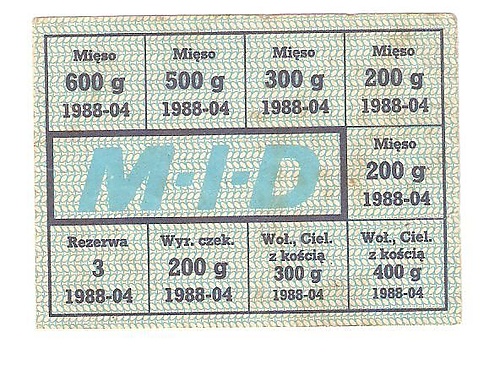 Mięso
600 g
1988-04
Mięso
500 g
1988-04
Mięso
300 g
1988-04
Mięso
200 g
1988-04
M-I-D
Mięso
200 g
1988-04
Rezerwa
3
1988-04
Wyr. czek.
200 g
1988-04
Woł., Ciel.
z kością
300 g
1988-04
Woł., Ciel.
z kością
400 g
1988-04